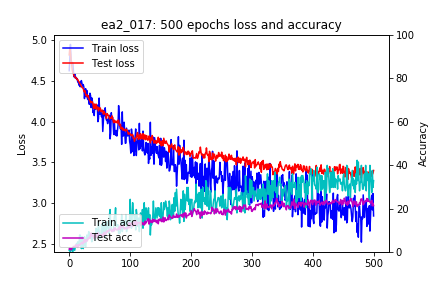 ea2_017: 500 epochs loss and accuracy
Train loss
Test loss
Train acc
Test acc
Loss
5.0
4.5
4.0
3.5
3.0
2.5
Accuracy
100
80
60
40
20
0
0 100 200 300 400 500